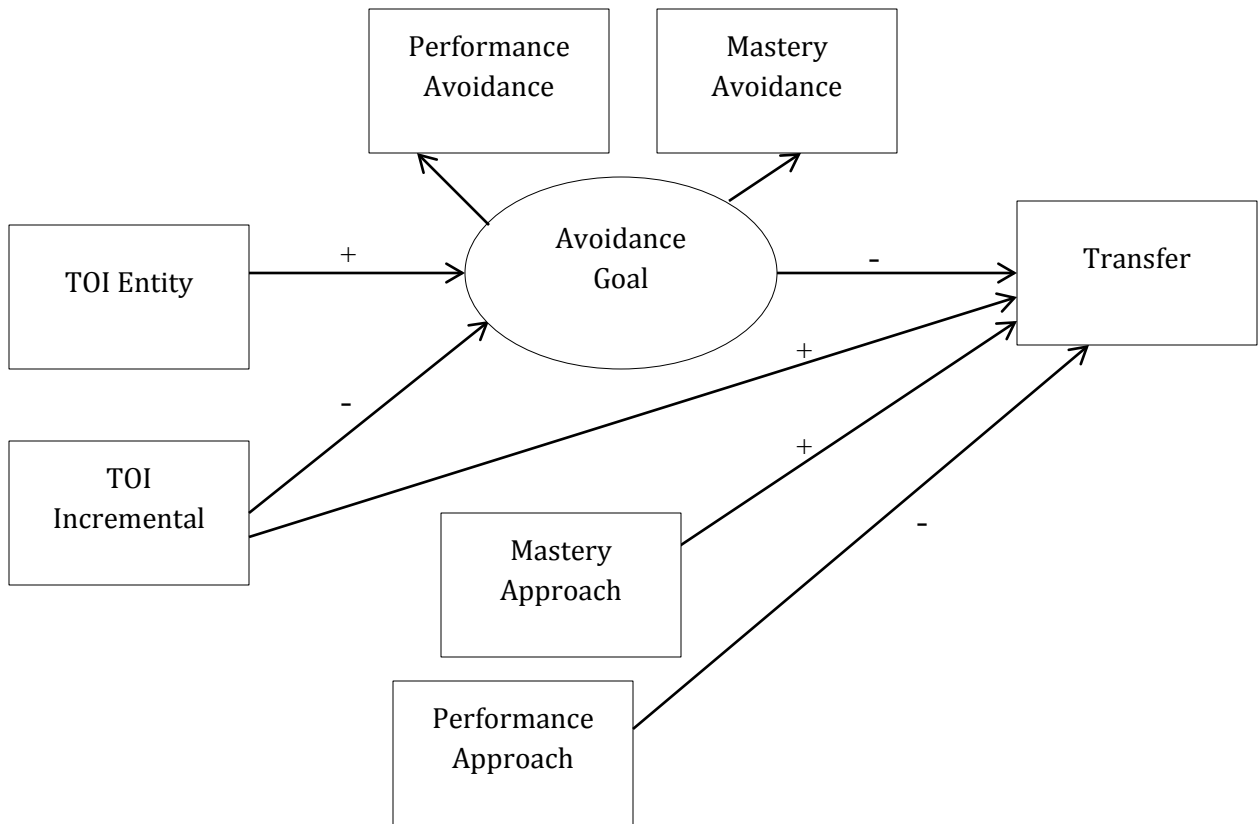 Performance
Avoidance
Mastery
Avoidance
TOI Entity
+
Avoidance
Goal
-
Transfer
-
+
TOI
Incremental
+
Mastery
Approach
-
Performance
Approach